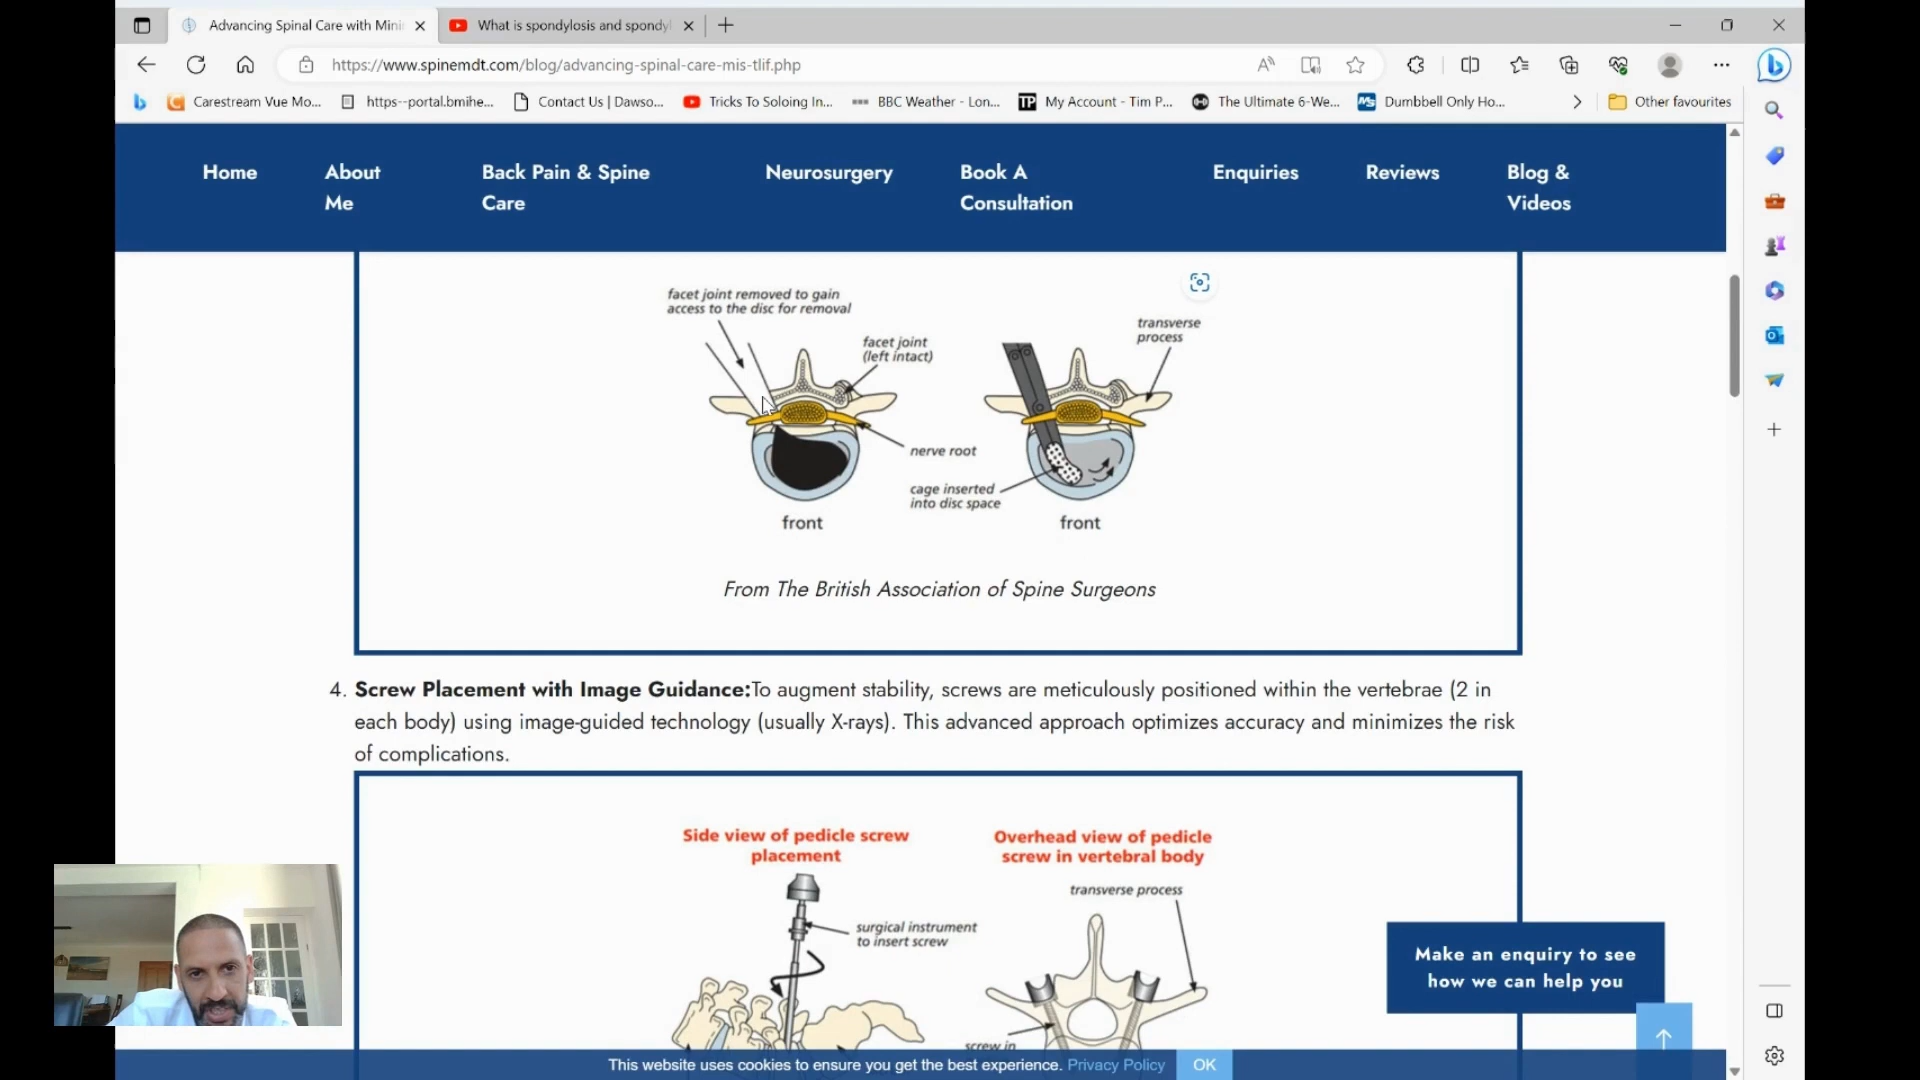 Advancing Spinal Care with Mini
What is spondylosis and spondyl
https://www.spinemdt.com/blog/advancing-spinal-care-mis-tlif.php
Carestream Vue Mo...
https--portal.bmihe...
Contact Us | Dawso...
Tricks To Soloing In...
BBC Weather - Lon...
My Account - Tim P...
The Ultimate 6-We...
Dumbbell Only Ho...
Other favourites
Home
About
Me
Back Pain & Spine
Care
Neurosurgery
Book A
Consultation
Enquiries
Reviews
Blog &
Videos
facet joint removed to gain
access to the disc for removal
facet joint
(left intact)
transverse
process
nerve root
cage inserted
into disc space
front
front
From The British Association of Spine Surgeons
4. Screw Placement with Image Guidance:To augment stability, screws are meticulously positioned within the vertebrae (2 in
each body) using image-guided technology (usually X-rays). This advanced approach optimizes accuracy and minimizes the risk
of complications.
Side view of pedicle screw
placement
Overhead view of pedicle
screw in vertebral body
transverse process
surgical instrument
to insert screw
screw in
Make an enquiry to see
how we can help you
This website uses cookies to ensure you get the best experience. Privacy Policy OK